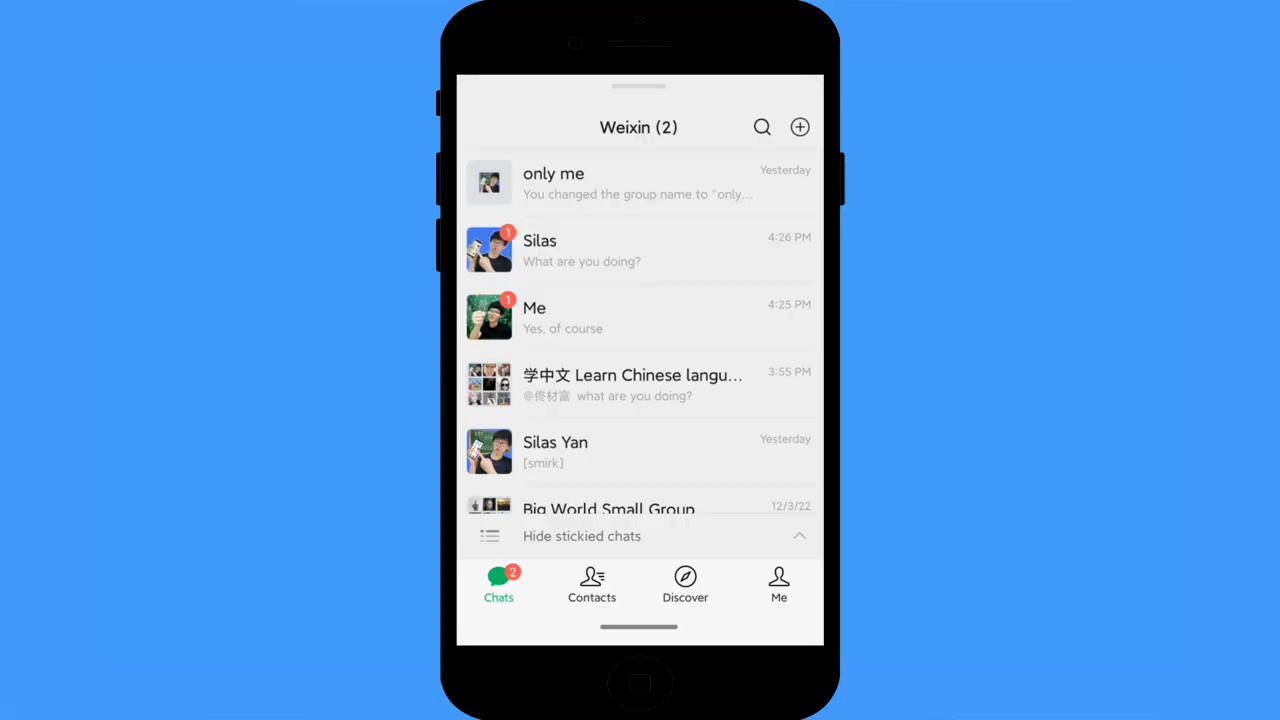 Weixin (2)
only me
Yesterday
You changed the group name to "only...
1
Silas
4:26 PM
What are you doing?
1
Me
4:25 PM
Yes, of course
学中文 Learn Chinese langu...
3:55 PM
@佟材富 what are you doing?
Silas Yan
Yesterday
[smirk]
Big World Small Group
12/3/22
Hide stickied chats
2
Chats
Contacts
Discover
Me